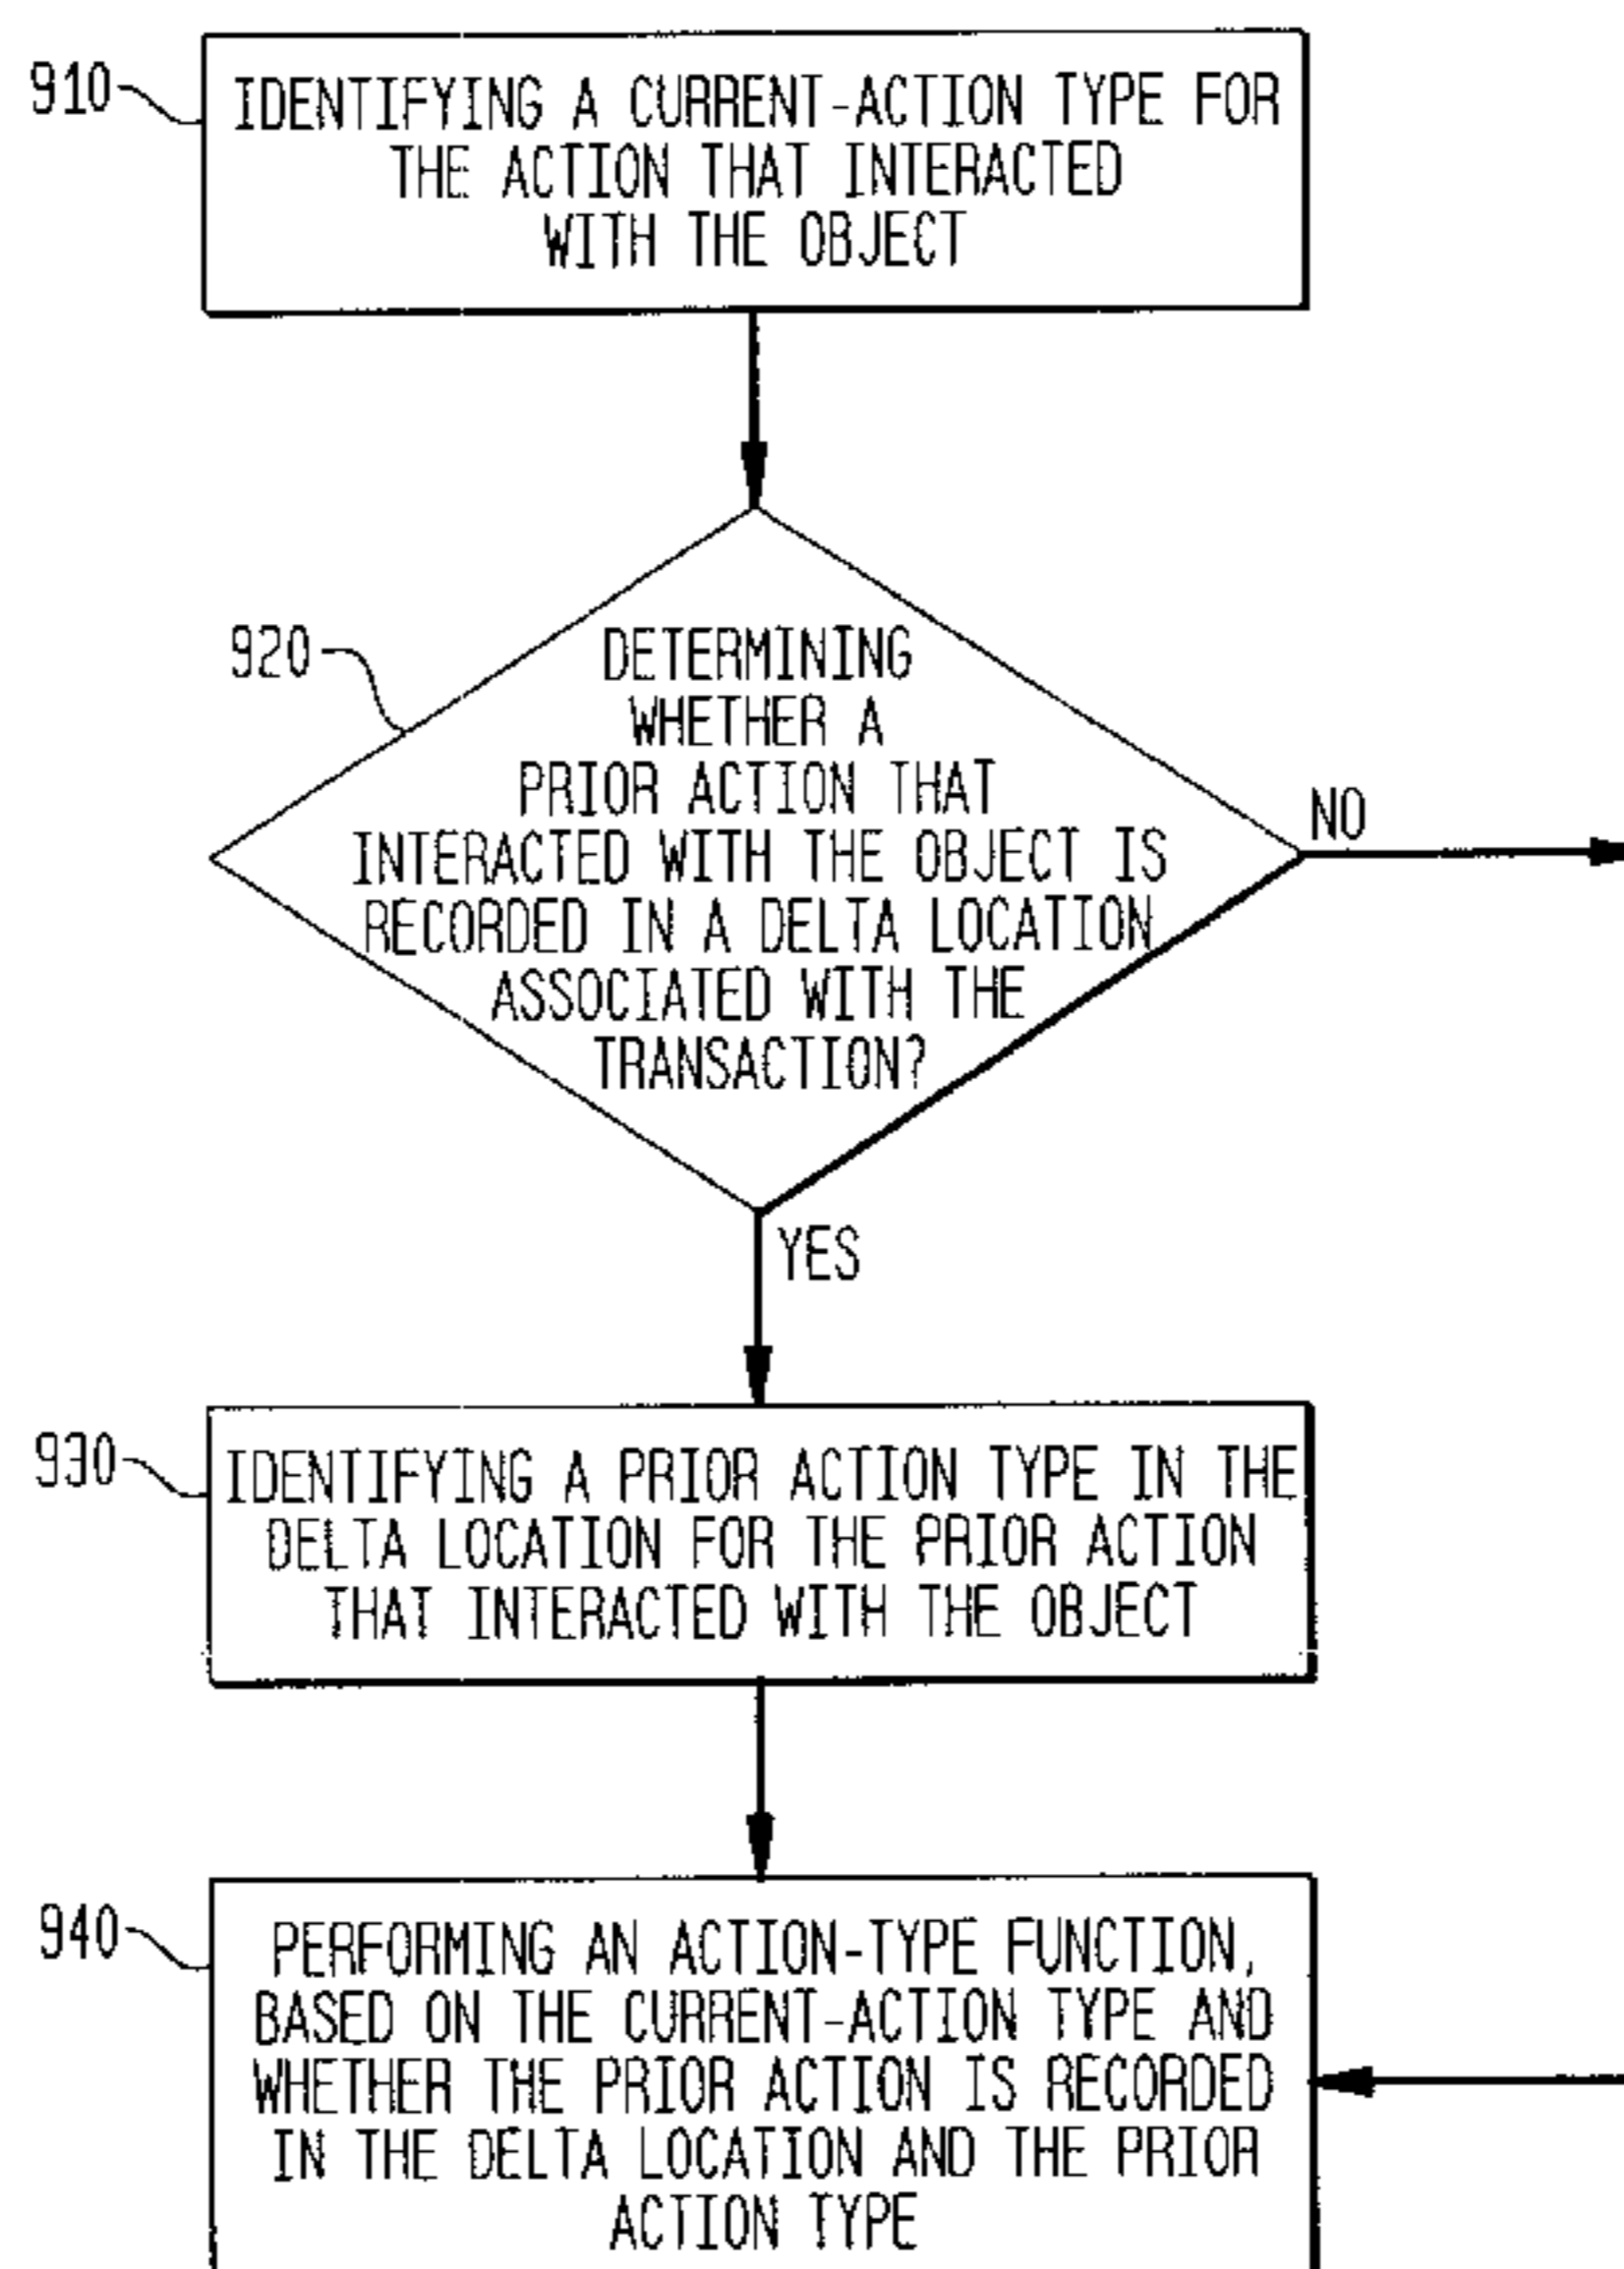 910
IDENTIFYING A CURRENT-ACTION TYPE FOR
THE ACTION THAT INTERACTED
WITH THE OBJECT
920
DETERMINING
WHETHER A
PRIOR ACTION THAT
INTERACTED WITH THE OBJECT IS
RECORDED IN A DELTA LOCATION
ASSOCIATED WITH THE
TRANSACTION?
NO
YES
930
IDENTIFYING A PRIOR ACTION TYPE IN THE
DELTA LOCATION FOR THE PRIOR ACTION
THAT INTERACTED WITH THE OBJECT
940
PERFORMING AN ACTION-TYPE FUNCTION,
BASED ON THE CURRENT-ACTION TYPE AND
WHETHER THE PRIOR ACTION IS RECORDED
IN THE DELTA LOCATION AND THE PRIOR
ACTION TYPE